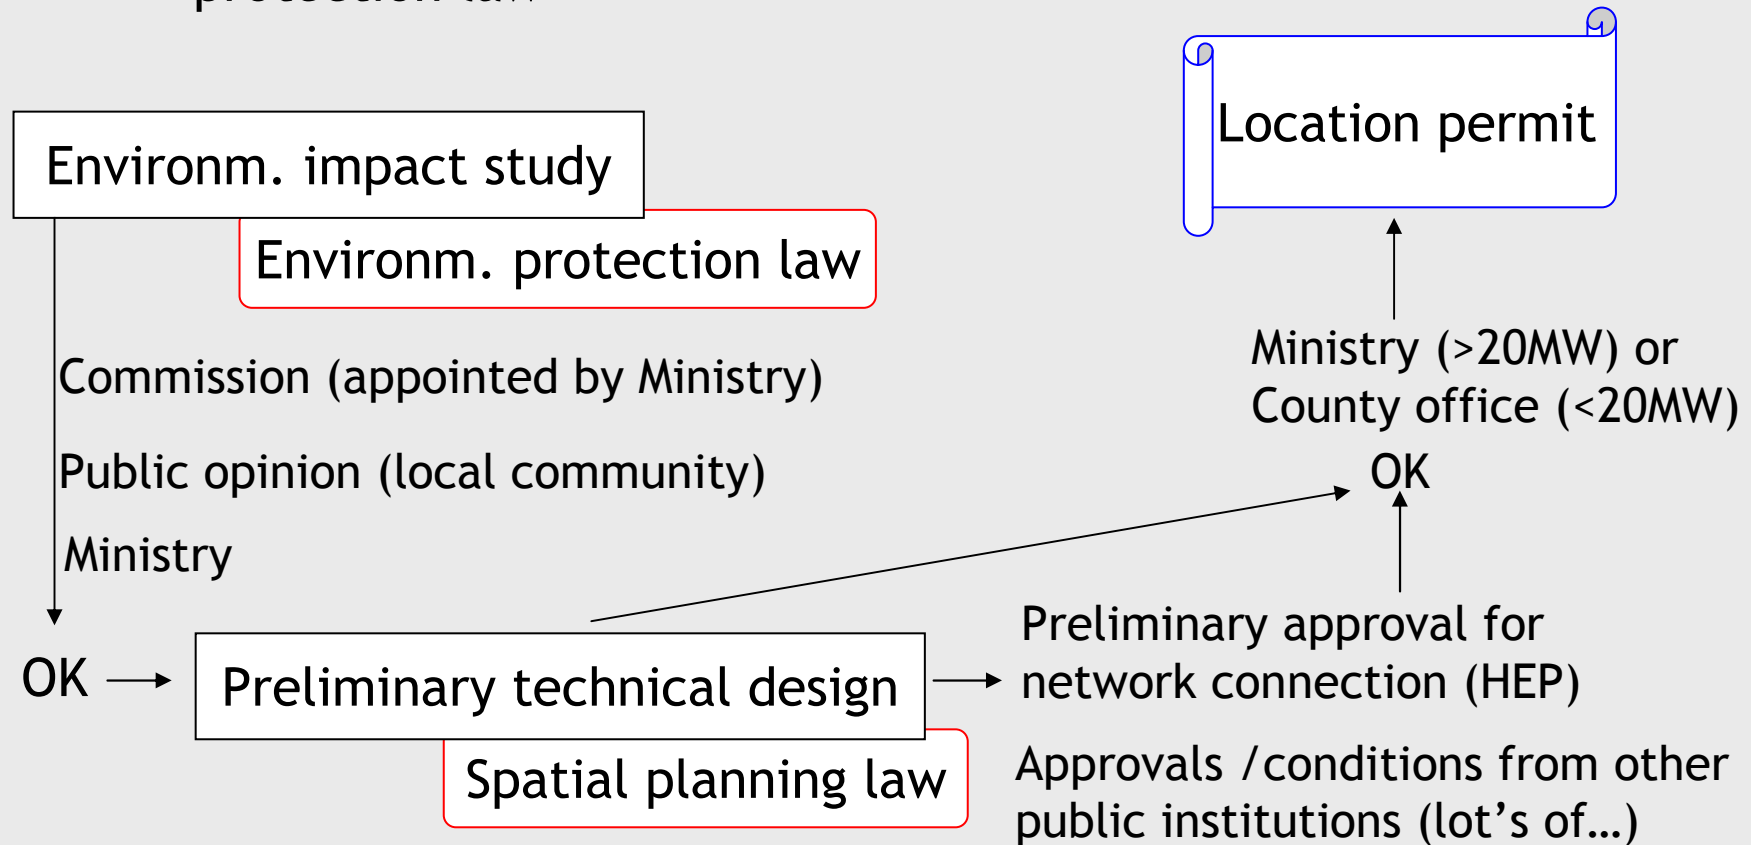 protection law
Environm. impact study
Environm. protection law
Commission (appointed by Ministry)
Public opinion (local community)
Ministry
OK
Preliminary technical design
Spatial planning law
Preliminary approval for
network connection (HEP)
Approvals /conditions from other
public institutions (lot’s of…)
OK
Ministry (>20MW) or
County office (<20MW)
Location permit